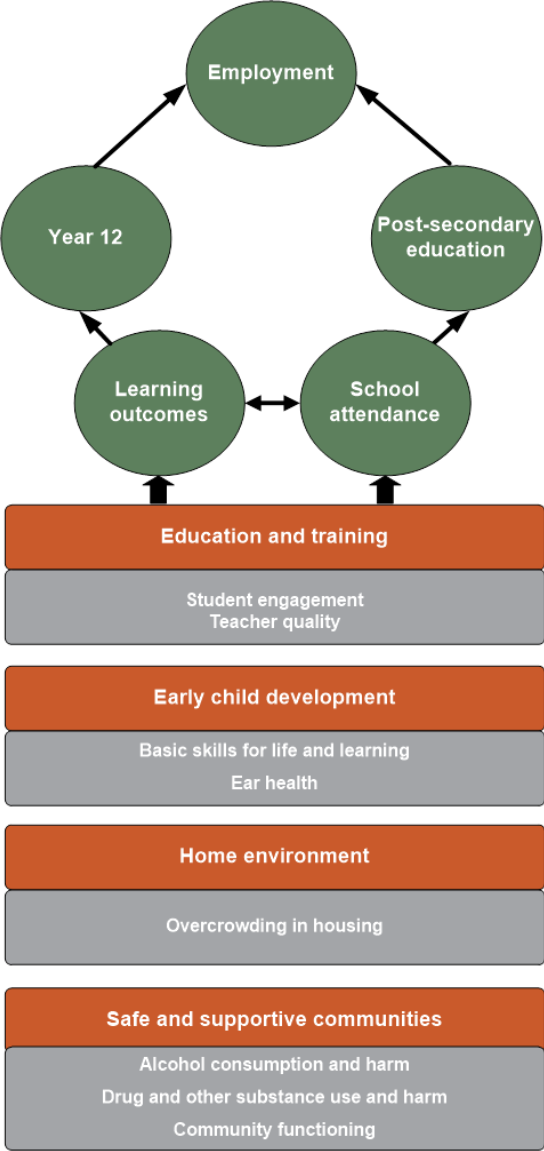 Employment
Year 12
Post-secondary
education
Learning
outcomes
School
attendance
Education and training
Student engagement
Teacher quality
Early child development
Basic skills for life and learning
Ear health
Home environment
Overcrowding in housing
Safe and supportive communities
Alcohol consumption and harm
Drug and other substance use and harm
Community functioning